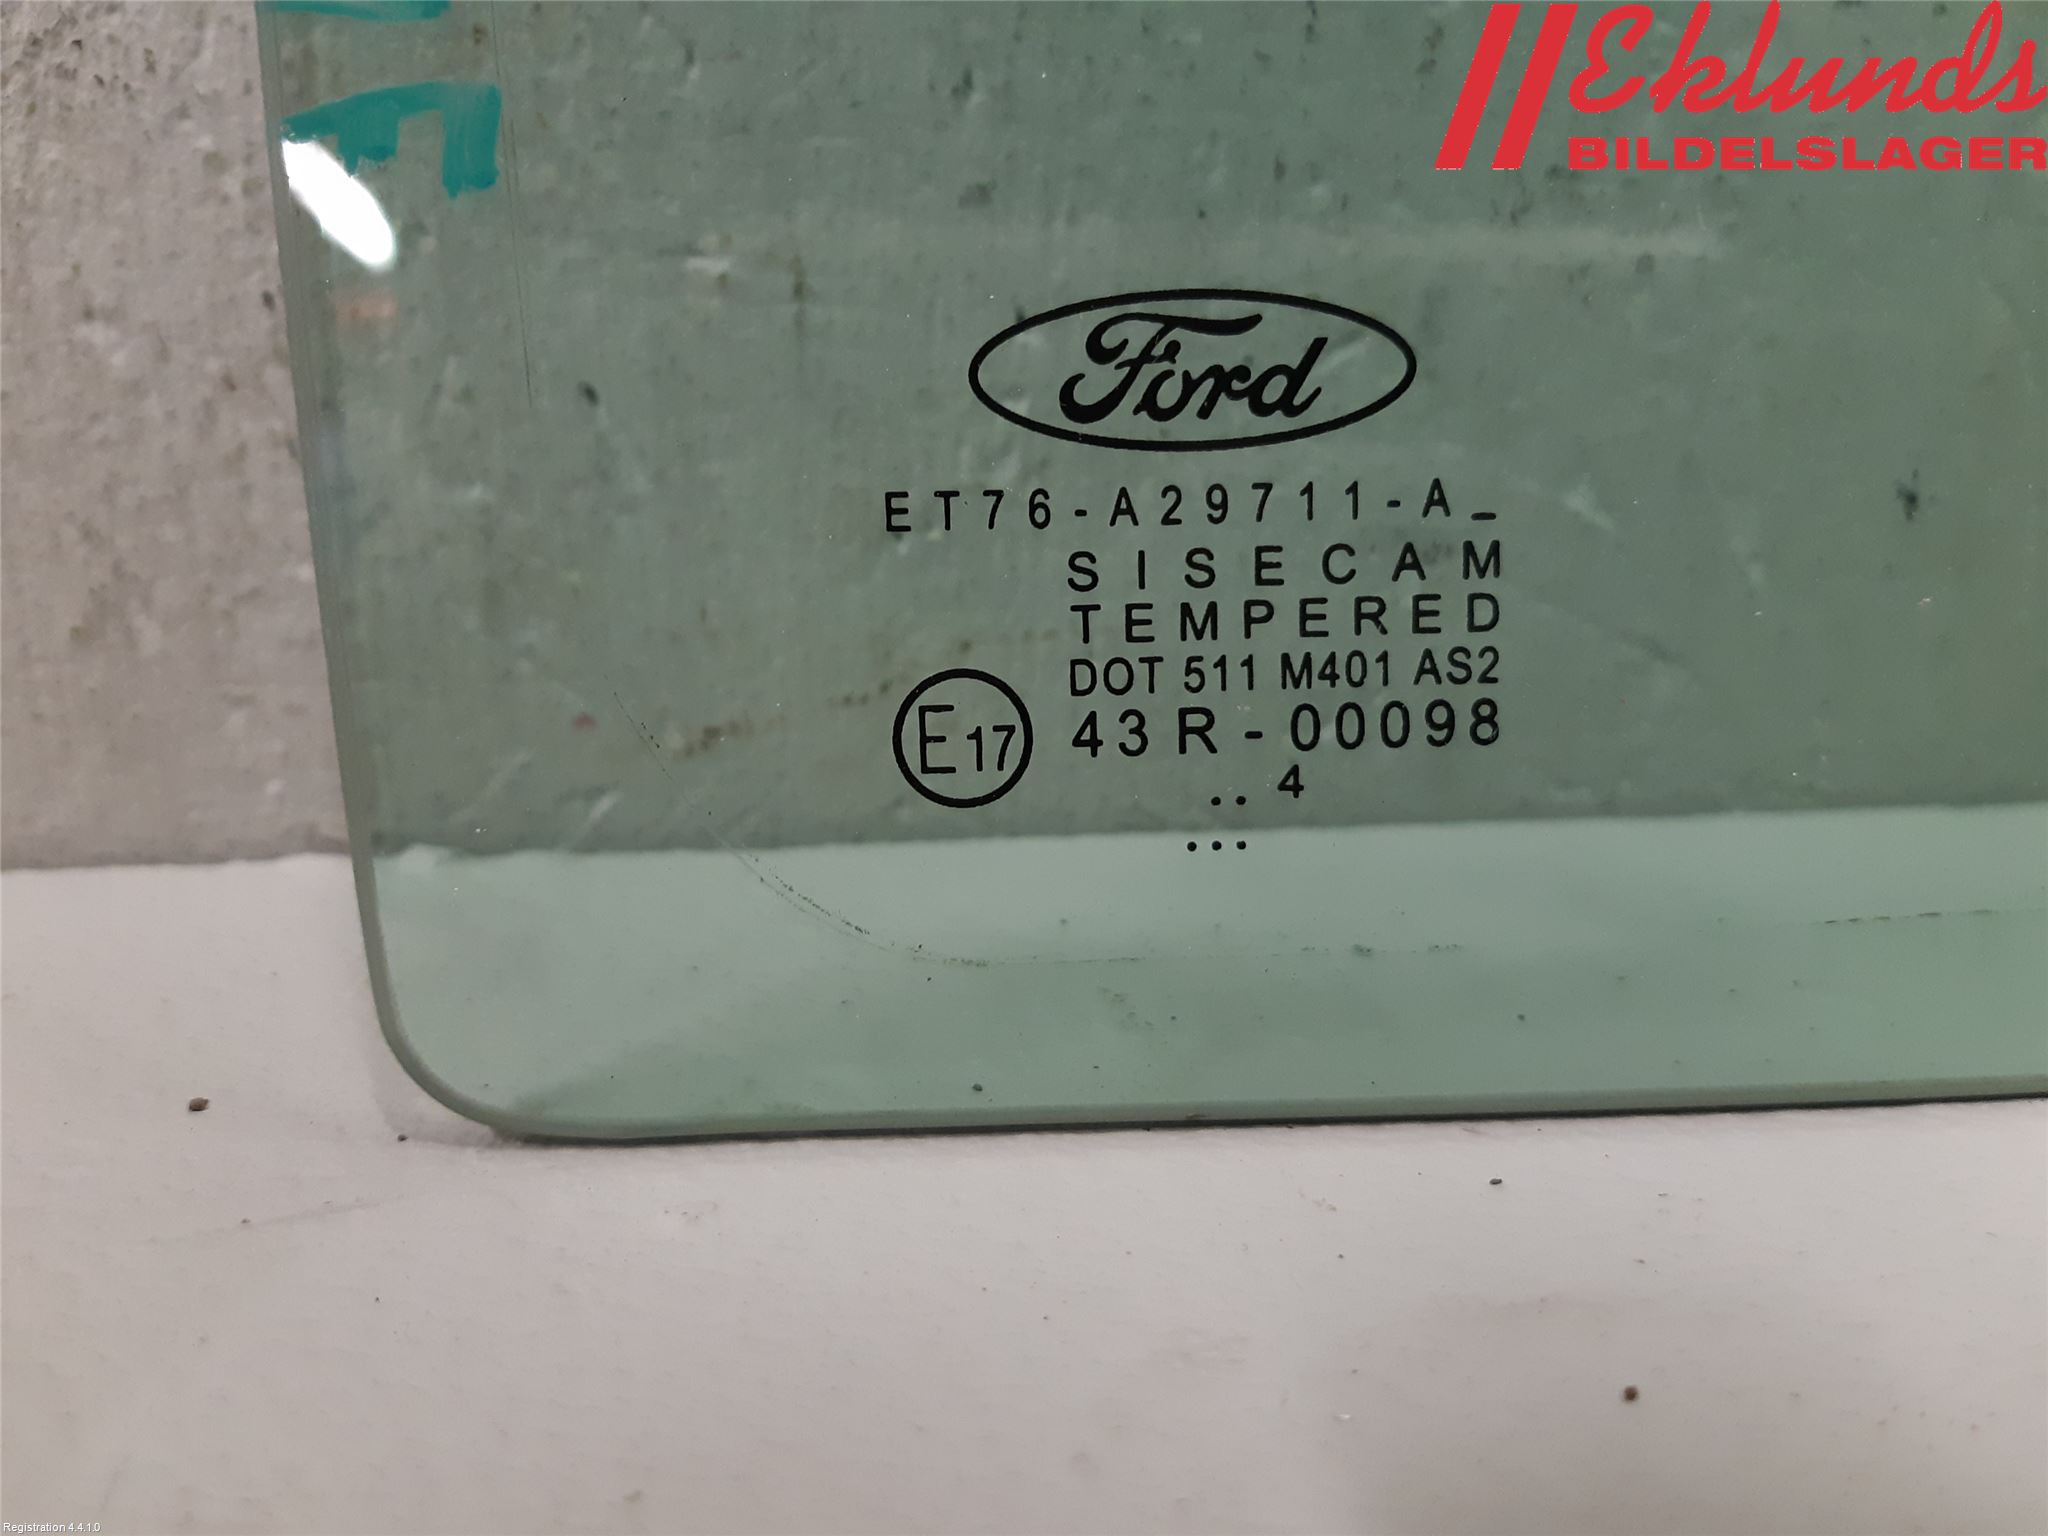 Eklunds
BILDELSLAGER
Ford
ET76-A29711-A_
SISECAM
TEMPERED
DOT 511 M401 AS2
E17 43R-00098
.. 4
...
Registration 4.4.1.0